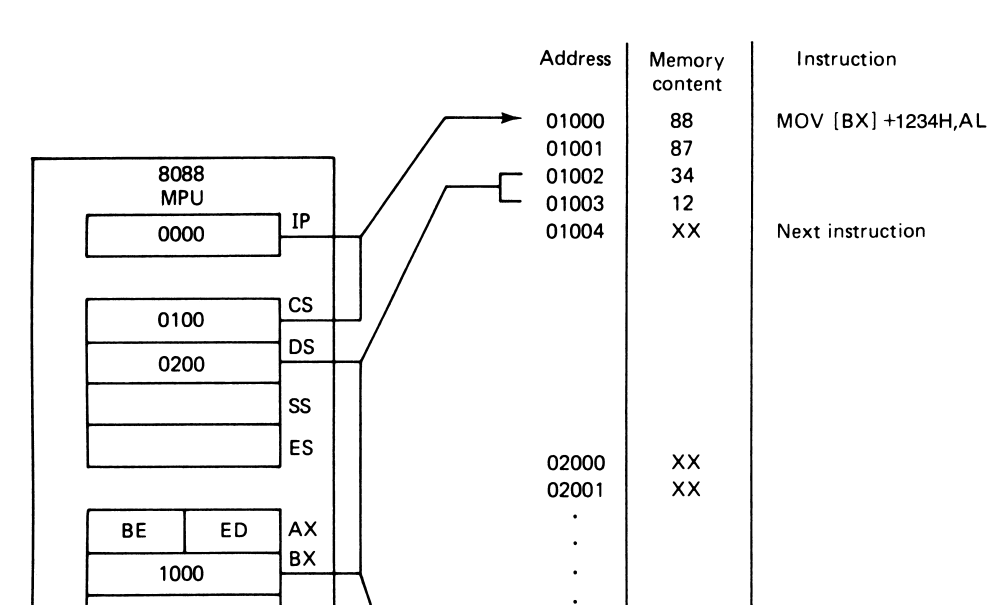 Address Memory content Instruction
01000 88 MOV [BX] +1234H,AL
01001 87
01002 34
01003 12
01004 XX Next instruction
02000 XX
02001 XX
8088
MPU
0000 IP
0100 CS
0200 DS
SS
ES
BE ED AX
1000 BX